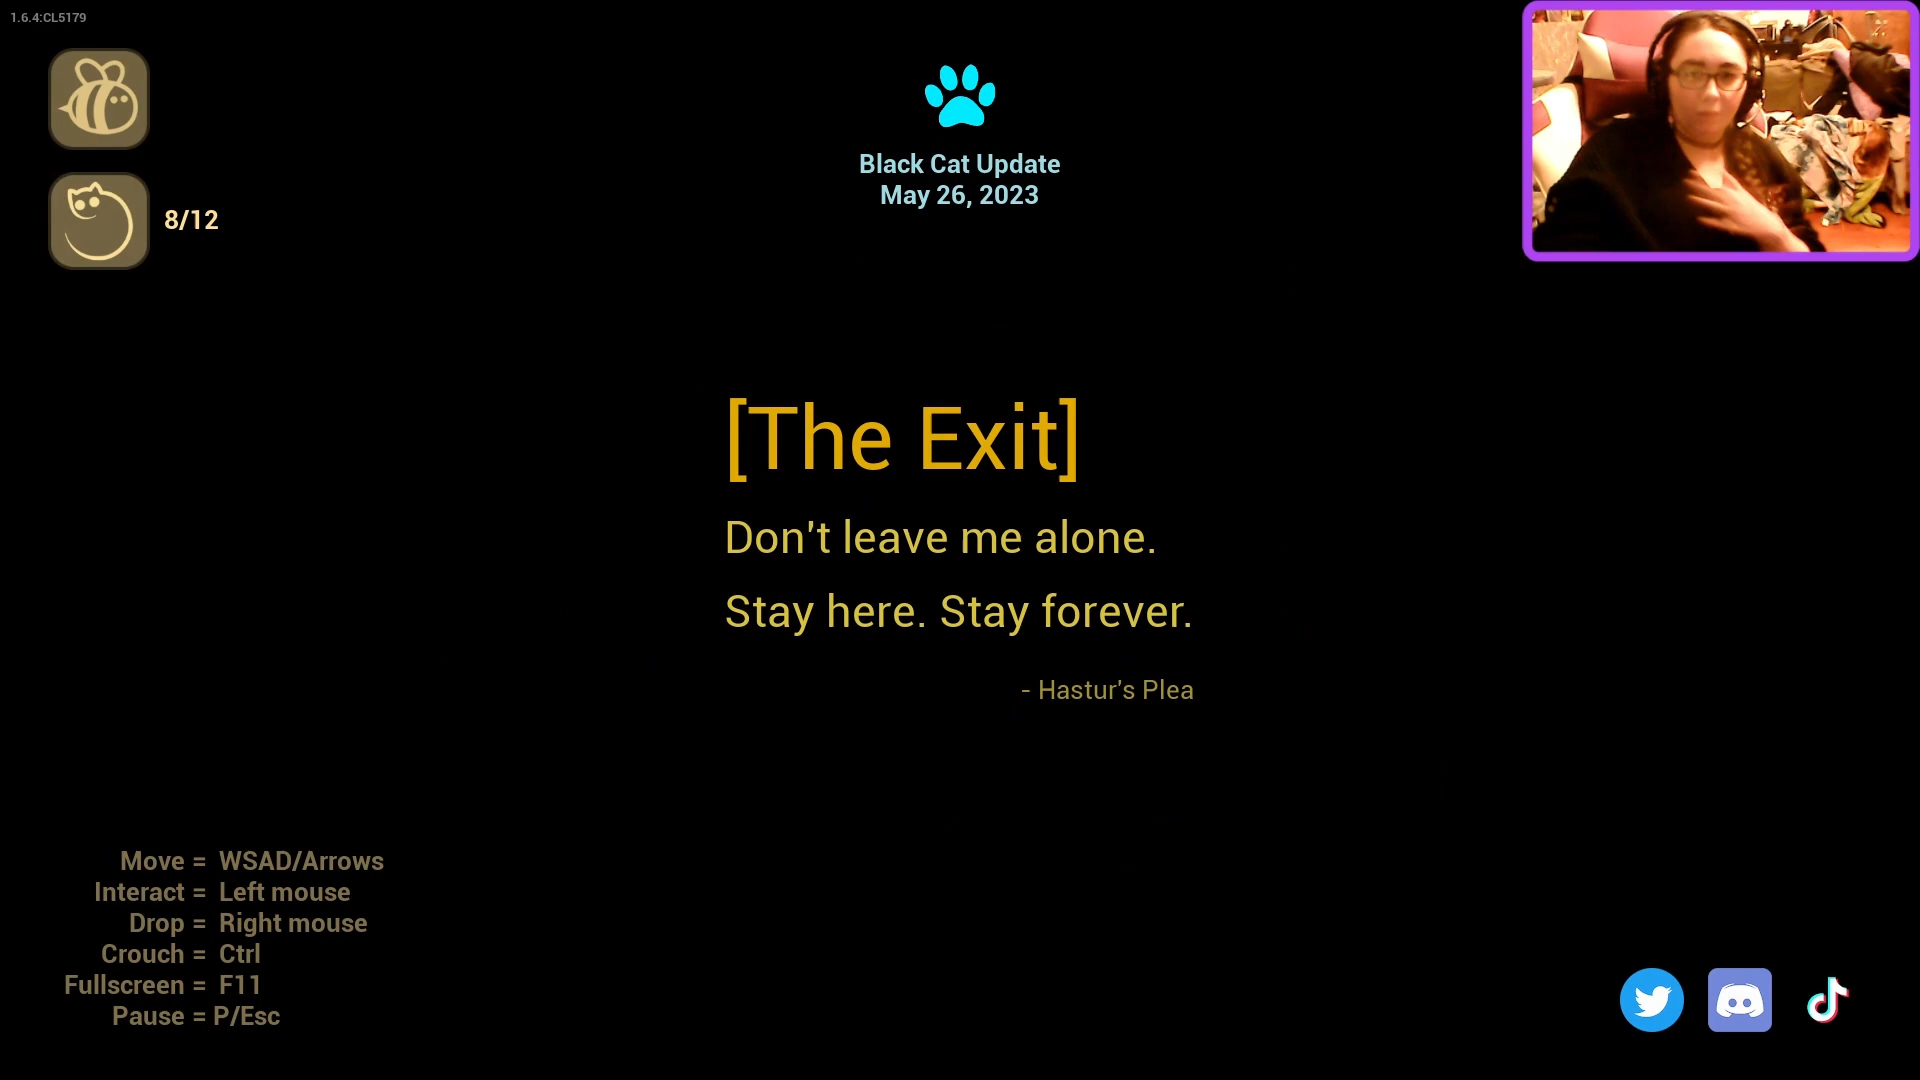 1.6.4:CL5179
Black Cat Update
May 26, 2023
8/12
[The Exit]
Don't leave me alone.
Stay here. Stay forever.
- Hastur's Plea
Move = WSAD/Arrows
Interact = Left mouse
Drop = Right mouse
Crouch = Ctrl
Fullscreen = F11
Pause = P/Esc